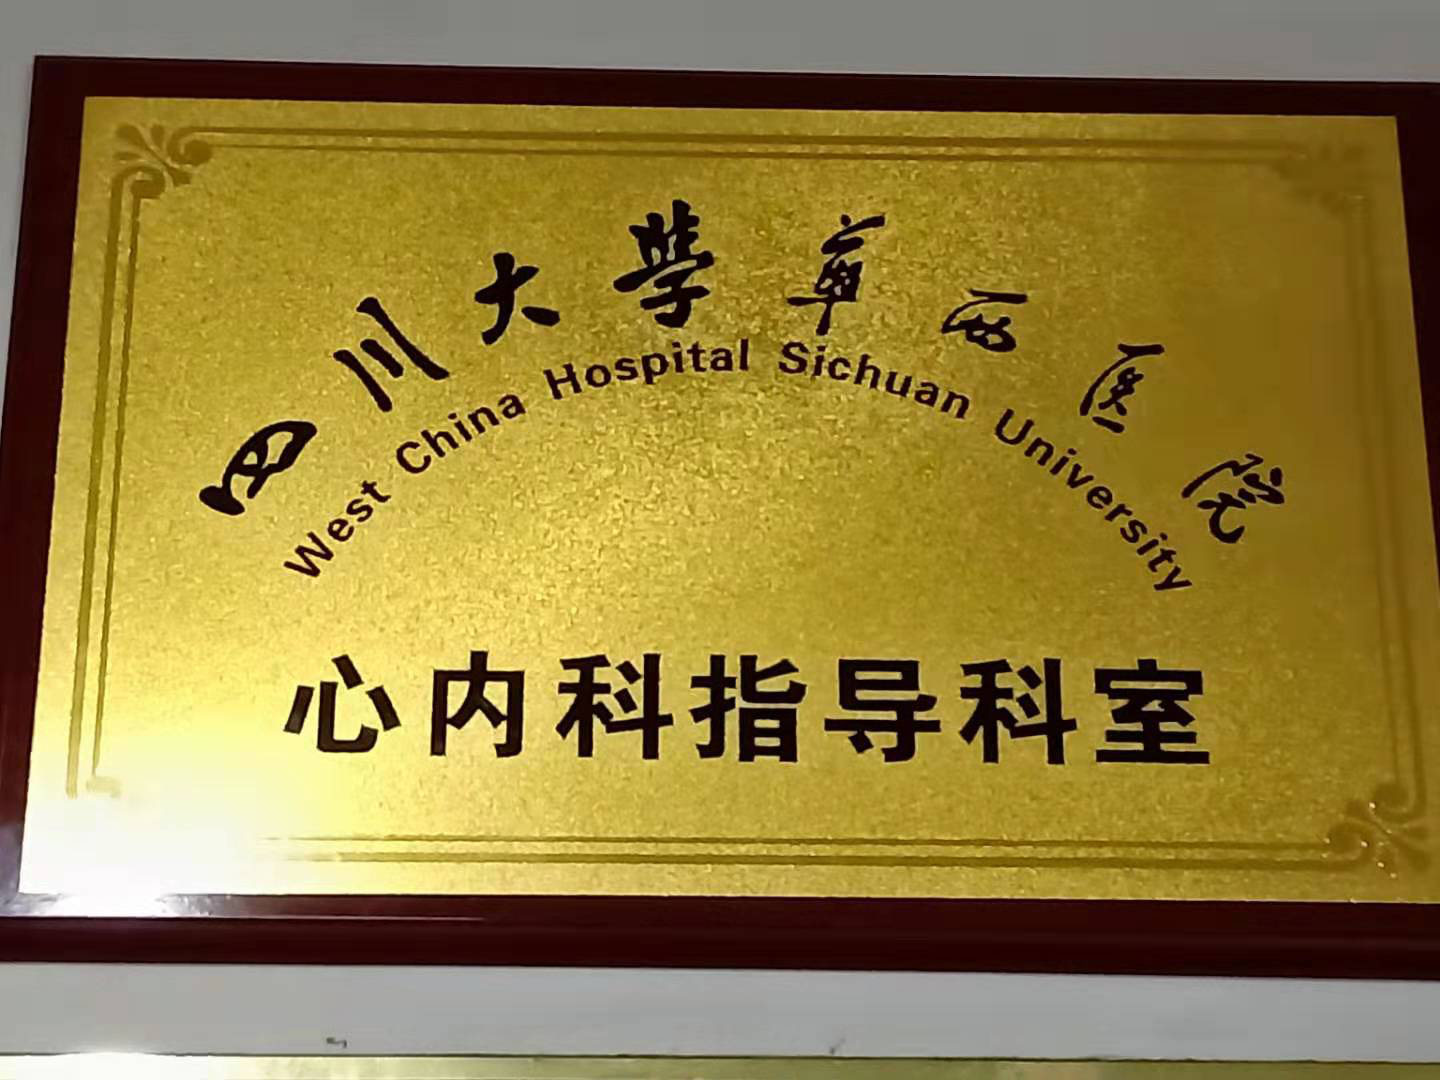 四川大學華西医院
West China Hospital Sichuan University
心内科指导科室